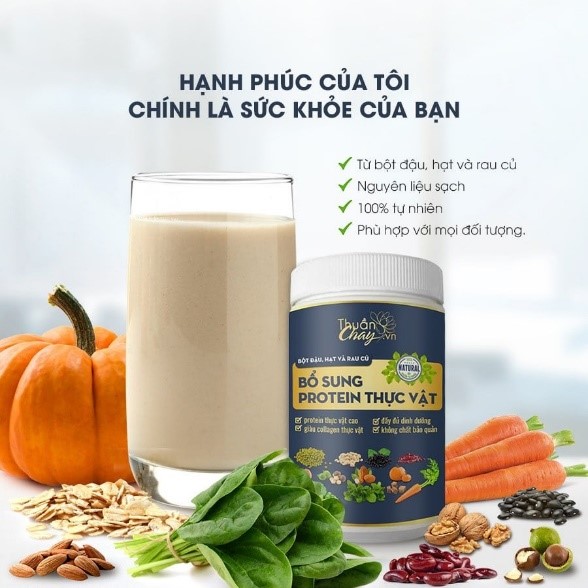 HẠNH PHÚC CỦA TÔI
CHÍNH LÀ SỨC KHỎE CỦA BẠN
Từ bột đậu, hạt và rau củ
Nguyên liệu sạch
100% tự nhiên
Phù hợp với mọi đối tượng.
Thuần
Chay.vn
BỘT ĐẬU, HẠT VÀ RAU CỦ
NATURAL
BỔ SUNG
PROTEIN THỰC VẬT
protein thực vật cao
đầy đủ dinh dưỡng
giàu collagen thực vật
không chất bảo quản